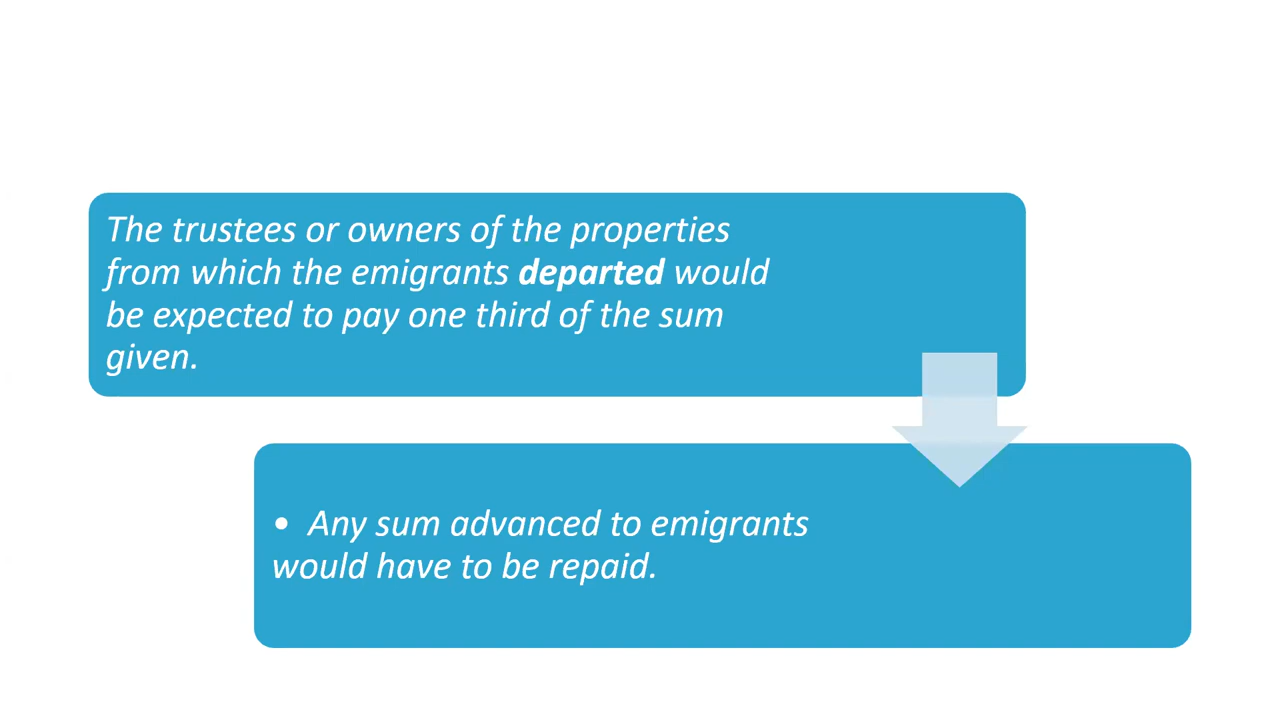 The trustees or owners of the properties
from which the emigrants departed would
be expected to pay one third of the sum
given.
• Any sum advanced to emigrants
would have to be repaid.